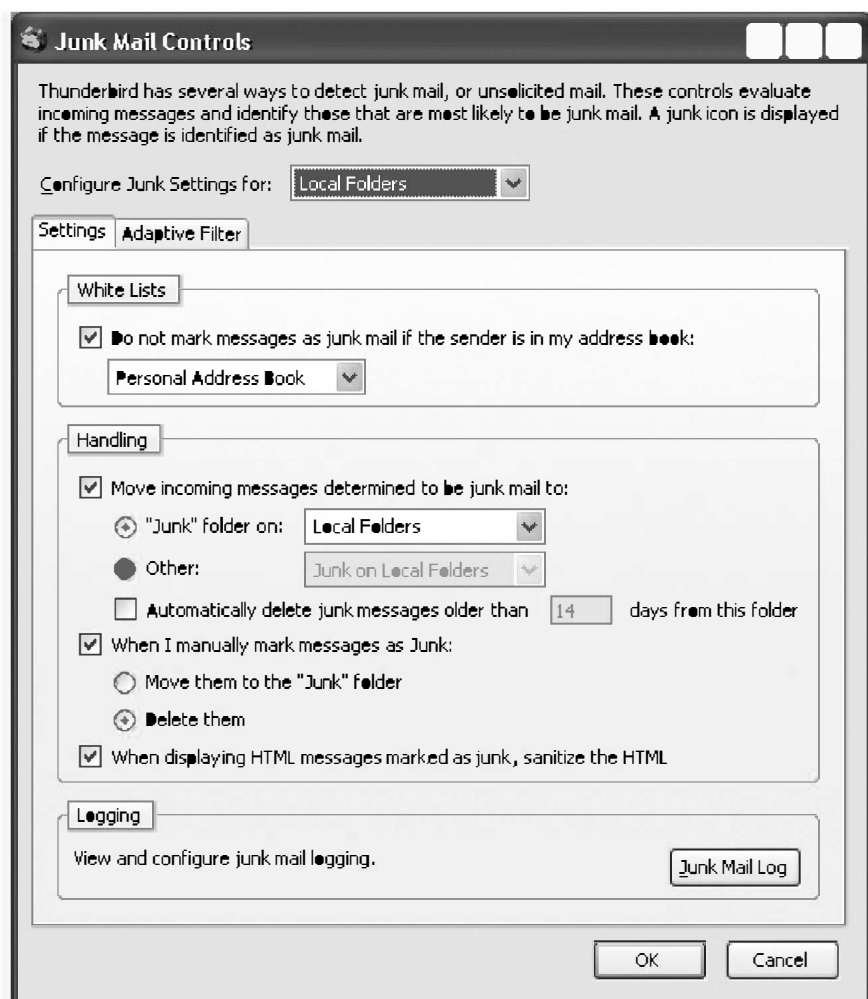 Junk Mail Controls
Thunderbird has several ways to detect junk mail, or unsolicited mail. These controls evaluate
incoming messages and identify those that are most likely to be junk mail. A junk icon is displayed
if the message is identified as junk mail.
Configure Junk Settings for: Local Folders
Settings Adaptive Filter
White Lists
Do not mark messages as junk mail if the sender is in my address book:
Personal Address Book
Handling
Move incoming messages determined to be junk mail to:
"Junk" folder on: Local Folders
Other: Junk on Local Folders
Automatically delete junk messages older than 14 days from this folder
When I manually mark messages as Junk:
Move them to the "Junk" folder
Delete them
When displaying HTML messages marked as junk, sanitize the HTML
Logging
View and configure junk mail logging.
Junk Mail Log
OK Cancel